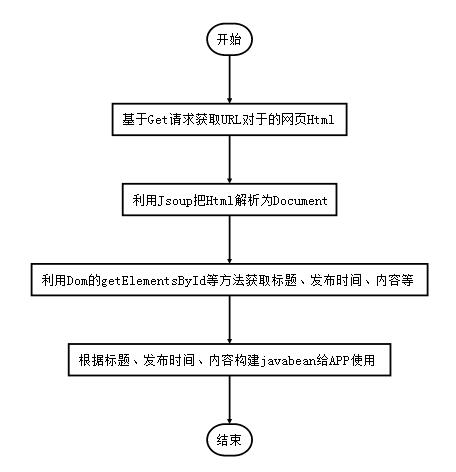 开始
基于Get请求获取URL对于的网页Html
利用Jsoup把Html解析为Document
利用Dom的getElementsById等方法获取标题、发布时间、内容等
根据标题、发布时间、内容构建javabean给APP使用
结束